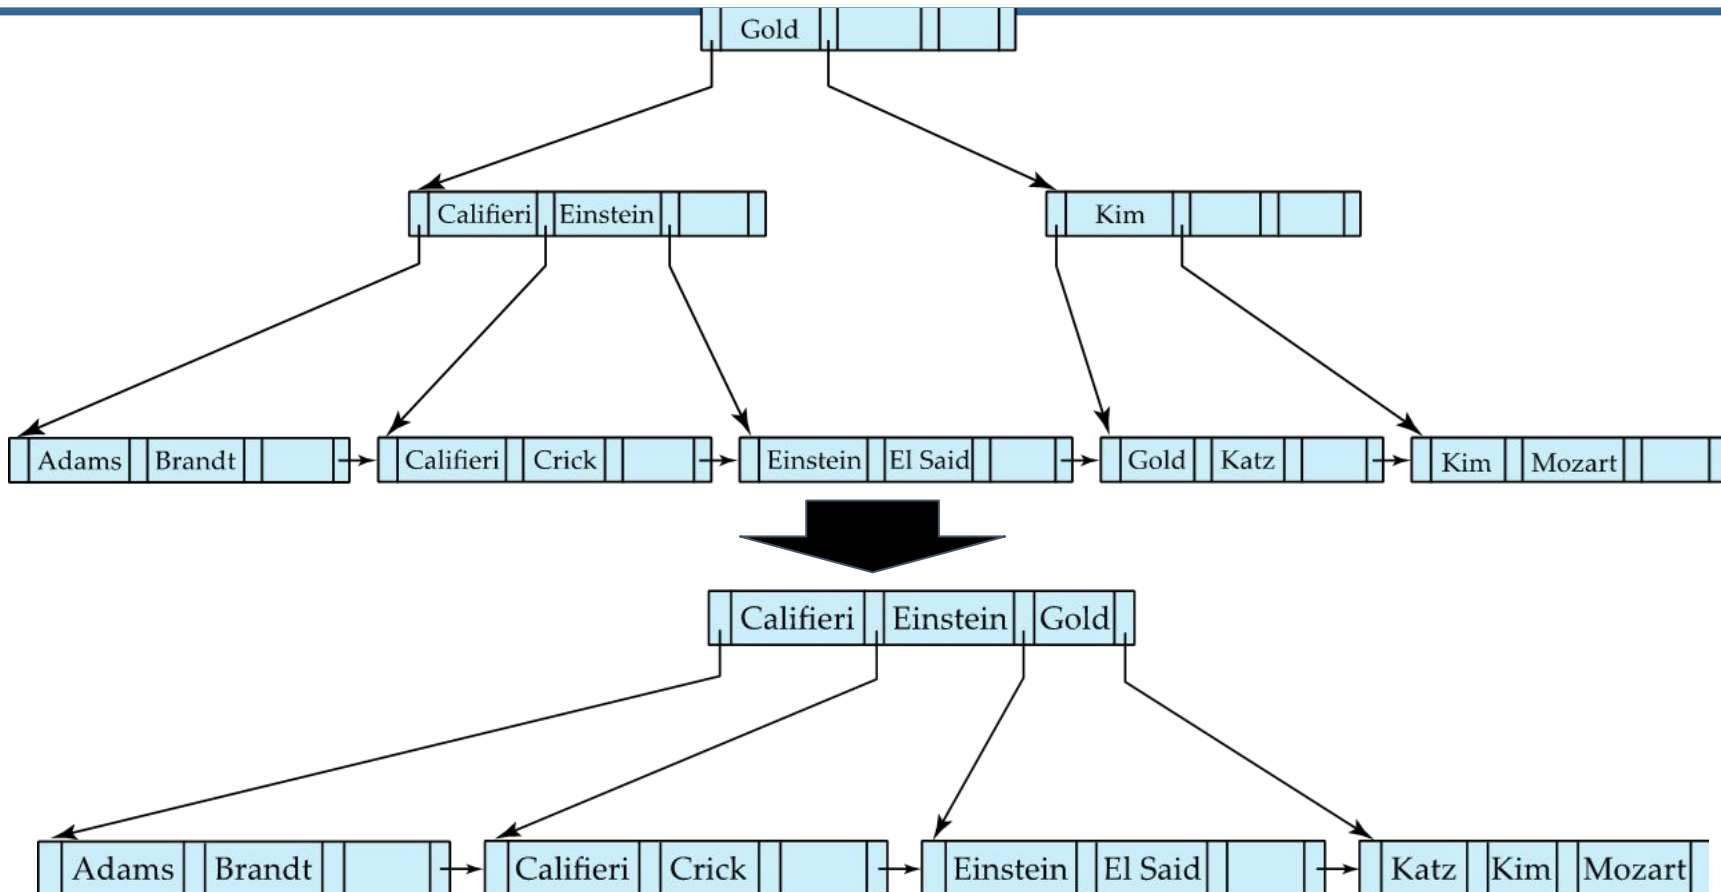 Gold
Califieri Einstein
Kim
Adams Brandt
Califieri Crick
Einstein El Said
Gold Katz
Kim Mozart
Califieri Einstein Gold
Adams Brandt
Califieri Crick
Einstein El Said
Katz Kim Mozart